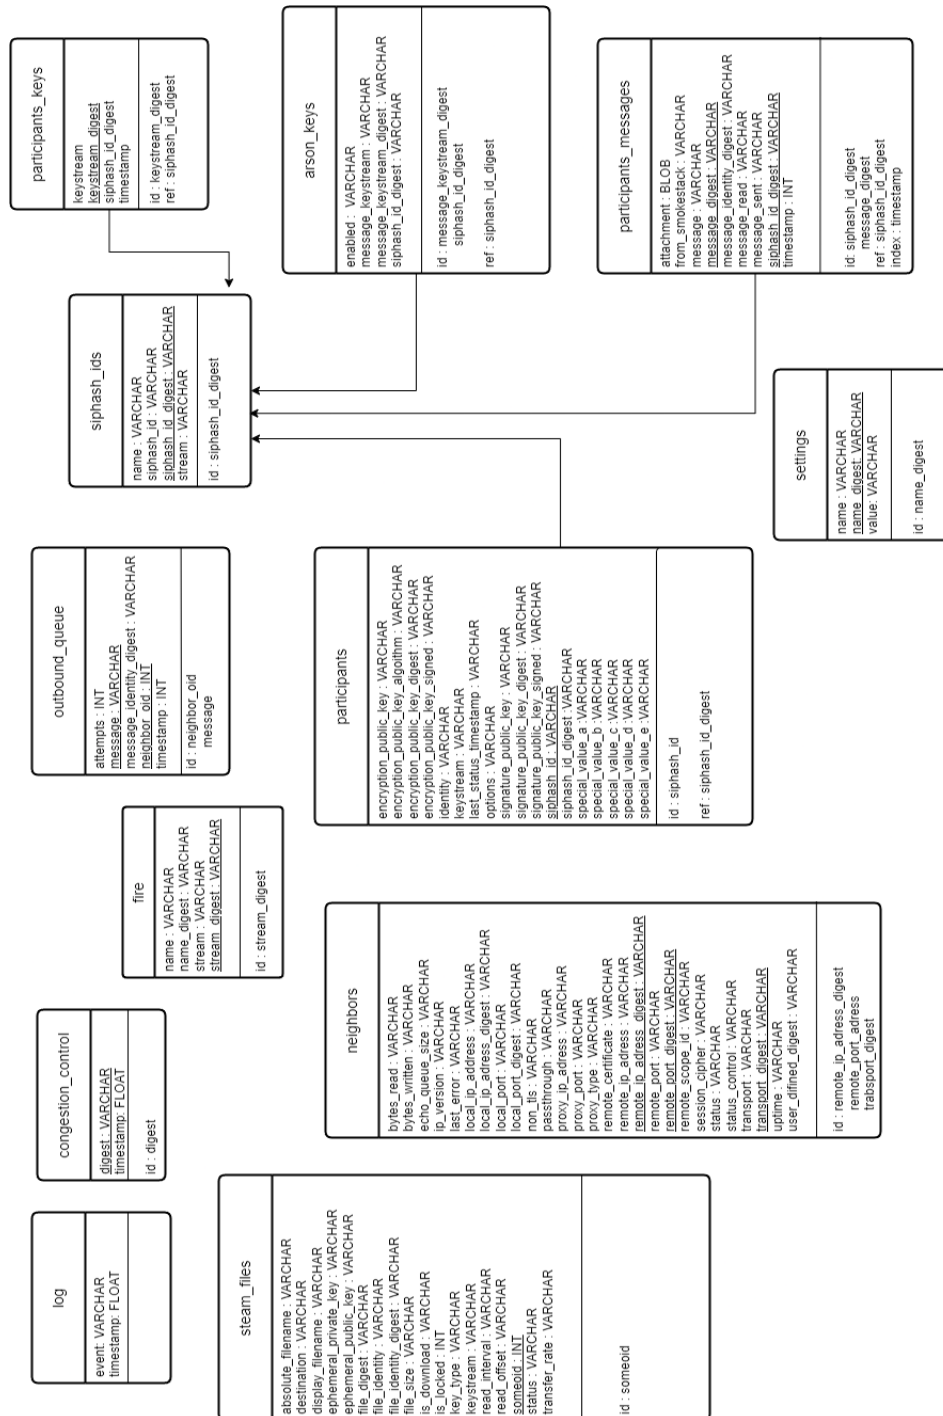 log
event: VARCHAR
timestamp: FLOAT
congestion_control
digest : VARCHAR
timestamp: FLOAT
id : digest
fire
name : VARCHAR
name_digest : VARCHAR
stream : VARCHAR
stream_digest : VARCHAR
id : stream_digest
outbound_queue
attempts : INT
message : VARCHAR
message_identity_digest : VARCHAR
neighbor_oid : INT
timestamp : INT
id : neighbor_oid
message
siphash_ids
name : VARCHAR
siphash_id : VARCHAR
siphash_id_digest : VARCHAR
stream : VARCHAR
id : siphash_id_digest
participants_keys
keystream
keystream_digest
siphash_id_digest
timestamp
id : keystream_digest
ref : siphash_id_digest
steam_files
absolute_filename : VARCHAR
destination : VARCHAR
display_filename : VARCHAR
ephemeral_private_key : VARCHAR
ephemeral_public_key : VARCHAR
file_digest : VARCHAR
file_identity : VARCHAR
file_identity_digest : VARCHAR
file_size : VARCHAR
is_download : VARCHAR
is_locked : INT
key_type : VARCHAR
keystream : VARCHAR
read_interval : VARCHAR
read_offset : VARCHAR
someoid : INT
status : VARCHAR
transfer_rate : VARCHAR
id : someoid
neighbors
bytes_read : VARCHAR
bytes_written : VARCHAR
echo_queue_size : VARCHAR
ip_version : VARCHAR
last_error : VARCHAR
local_ip_address : VARCHAR
local_ip_adress_digest : VARCHAR
local_port : VARCHAR
local_port_digest : VARCHAR
non_tls : VARCHAR
passthrough : VARCHAR
proxy_ip_adress : VARCHAR
proxy_port : VARCHAR
proxy_type : VARCHAR
remote_certificate : VARCHAR
remote_ip_adress : VARCHAR
remote_ip_adress_digest : VARCHAR
remote_port : VARCHAR
remote_port_digest : VARCHAR
remote_scope_id : VARCHAR
session_cipher : VARCHAR
status : VARCHAR
status_control : VARCHAR
transport : VARCHAR
transport_digest : VARCHAR
uptime : VARCHAR
user_difined_digest : VARCHAR
id : remote_ip_adress_digest
remote_port_adress
trabsport_digest
participants
encryption_public_key : VARCHAR
encryption_public_key_algoithm : VARCHAR
encryption_public_key_digest : VARCHAR
encryption_public_key_signed : VARCHAR
identity : VARCHAR
keystream : VARCHAR
last_status_timestamp : VARCHAR
options : VARCHAR
signature_public_key : VARCHAR
signature_public_key_digest : VARCHAR
signature_public_key_signed : VARCHAR
siphash_id : VARCHAR
siphash_id_digest :VARCHAR
special_value_a : VARCHAR
special_value_b : VARCHAR
special_value_c : VARCHAR
special_value_d : VARCHAR
special_value_e : VARCHAR
id : siphash_id
ref : siphash_id_digest
arson_keys
enabled : VARCHAR
message_keystream : VARCHAR
message_keystream_digest : VARCHAR
siphash_id_digest : VARCHAR
id : message_keystream_digest
siphash_id_digest
ref : siphash_id_digest
settings
name : VARCHAR
name_digest: VARCHAR
value: VARCHAR
id : name_digest
participants_messages
attachment : BLOB
from_smokestack : VARCHAR
message : VARCHAR
message_digest : VARCHAR
message_identity_digest : VARCHAR
message_read : VARCHAR
message_sent : VARCHAR
siphash_id_digest : VARCHAR
timestamp : INT
id: siphash_id_digest
message_digest
ref : siphash_id_digest
index : timestamp